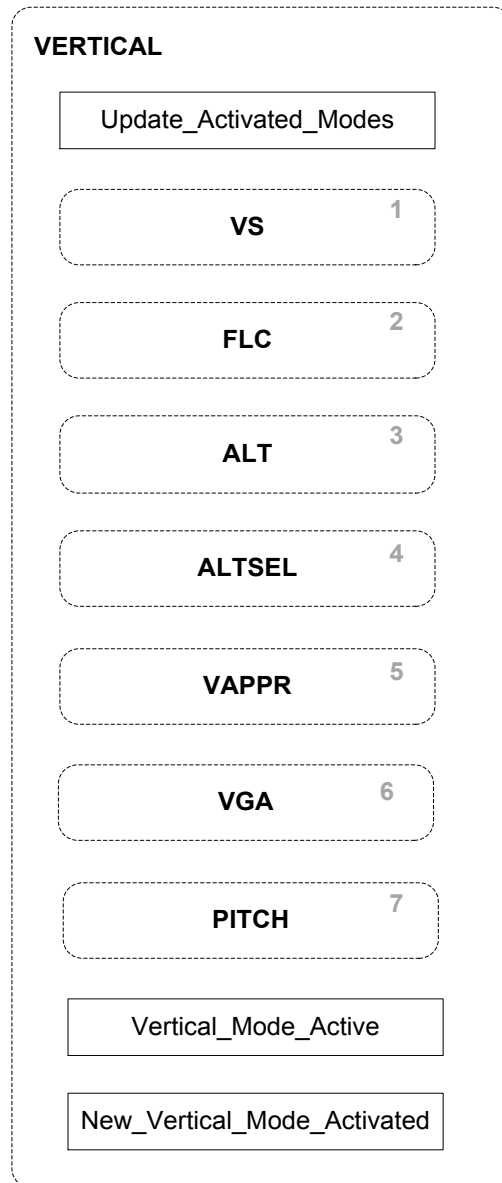 VERTICAL
Update_Activated_Modes
VS 1
FLC 2
ALT 3
ALTSEL 4
VAPPR 5
VGA 6
PITCH 7
Vertical_Mode_Active
New_Vertical_Mode_Activated